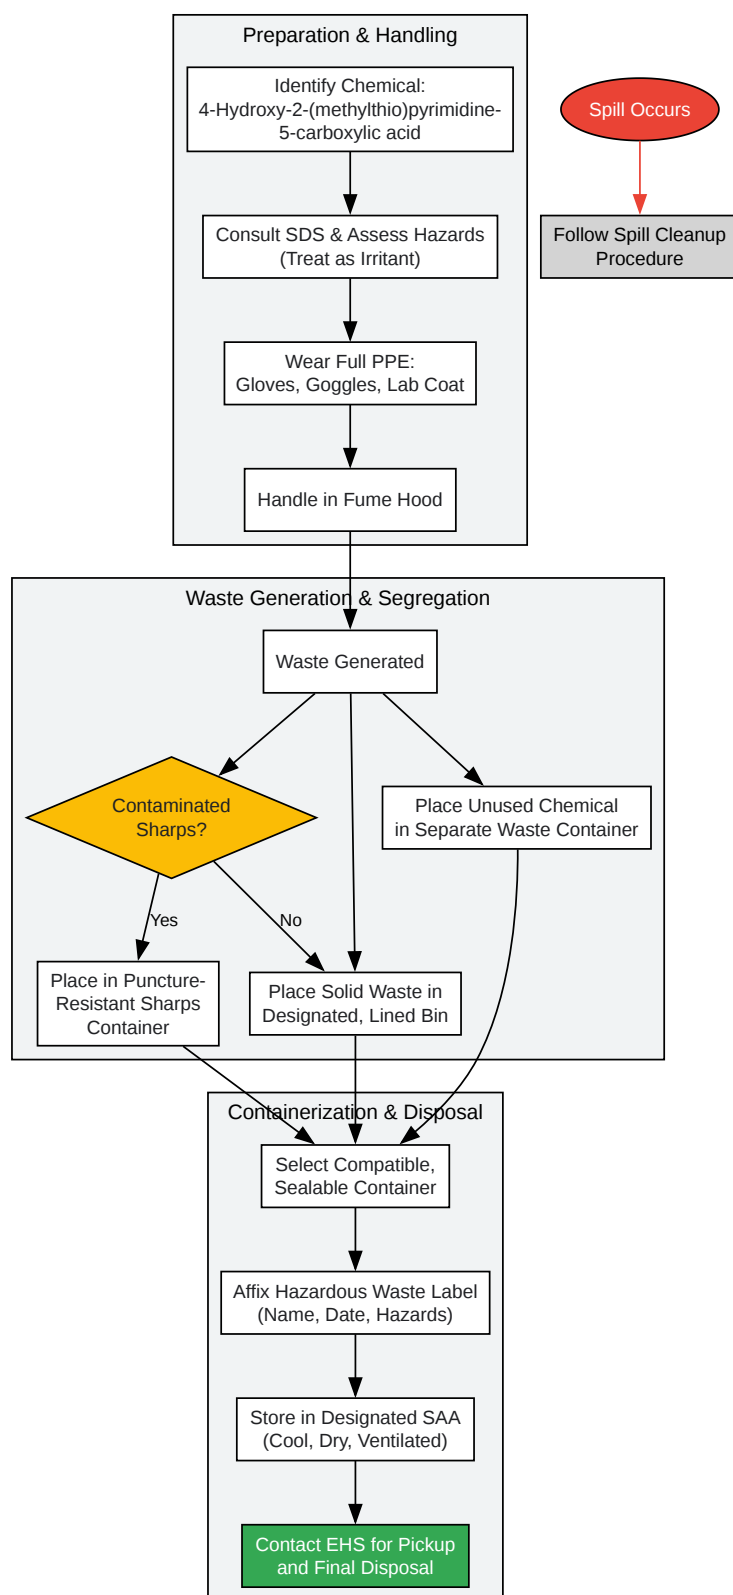 Preparation & Handling
Identify Chemical:
4-Hydroxy-2-(methylthio)pyrimidine-
5-carboxylic acid
Spill Occurs
Consult SDS & Assess Hazards
(Treat as Irritant)
Follow Spill Cleanup
Procedure
Wear Full PPE:
Gloves, Goggles, Lab Coat
Handle in Fume Hood
Waste Generation & Segregation
Waste Generated
Contaminated
Sharps?
Place Unused Chemical
in Separate Waste Container
Yes
No
Place in Puncture-
Resistant Sharps
Container
Place Solid Waste in
Designated, Lined Bin
Containerization & Disposal
Select Compatible,
Sealable Container
Affix Hazardous Waste Label
(Name, Date, Hazards)
Store in Designated SAA
(Cool, Dry, Ventilated)
Contact EHS for Pickup
and Final Disposal